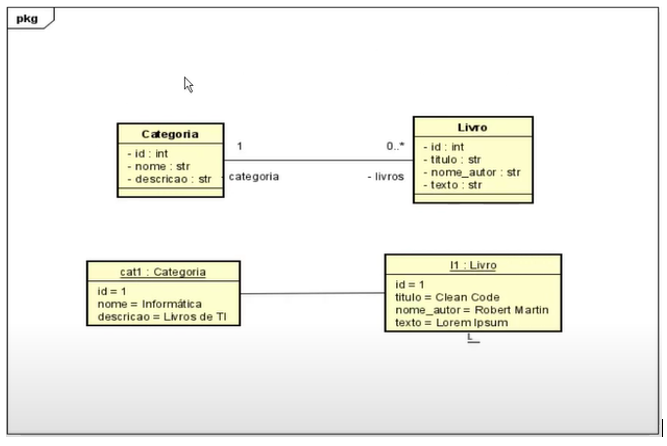 pkg
Categoria
- id : int
- nome : str
- descricao : str
1
0..*
- categoria
- livros
Livro
- id : int
- titulo : str
- nome_autor : str
- texto : str
cat1 : Categoria
id = 1
nome = Informática
descricao = Livros de TI
l1 : Livro
id = 1
titulo = Clean Code
nome_autor = Robert Martin
texto = Lorem Ipsum
L